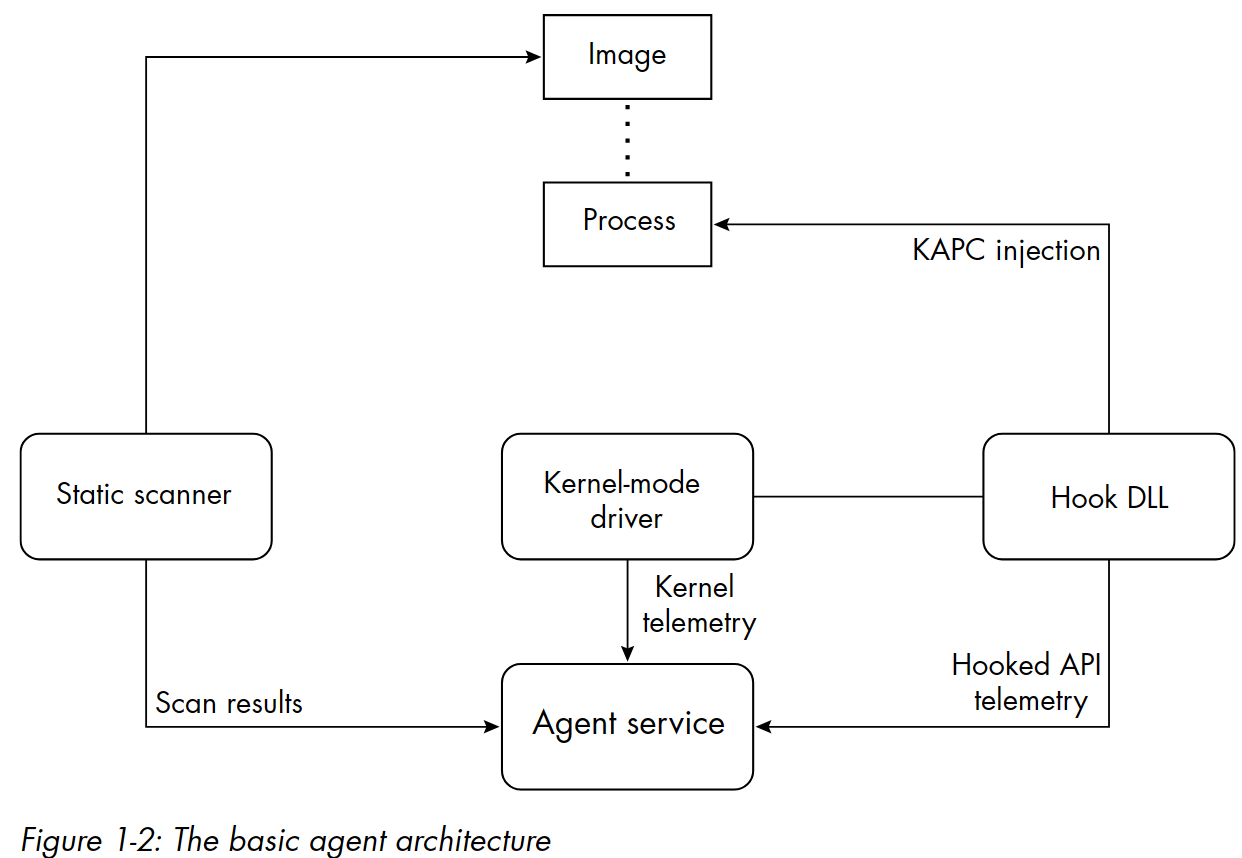 Image
Process
KAPC injection
Static scanner
Kernel-mode
driver
Hook DLL
Kernel
telemetry
Hooked API
telemetry
Scan results
Agent service
Figure 1-2: The basic agent architecture